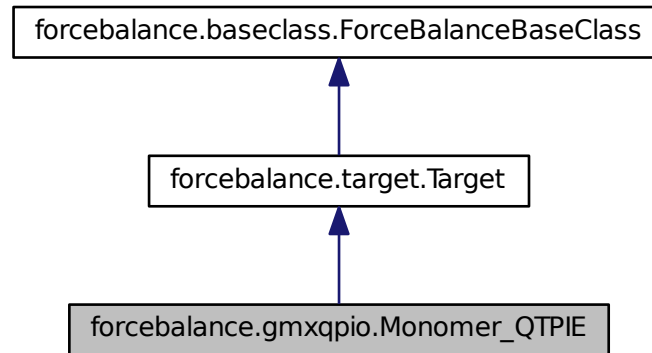 forcebalance.baseclass.ForceBalanceBaseClass
forcebalance.target.Target
forcebalance.gmxqpio.Monomer_QTPIE